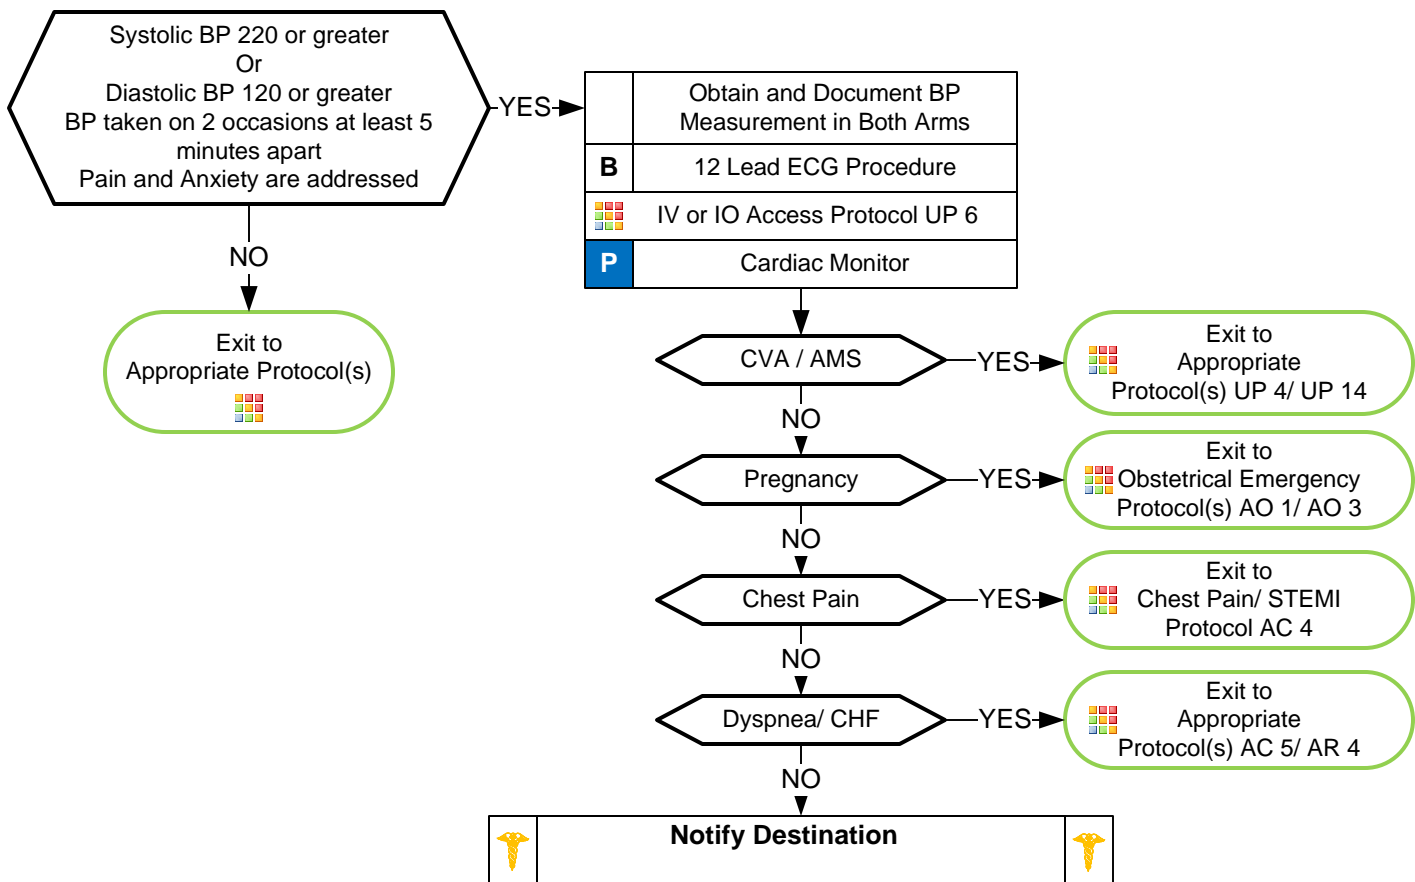 Systolic BP 220 or greater
Or
Diastolic BP 120 or greater
BP taken on 2 occasions at least 5
minutes apart
Pain and Anxiety are addressed
YES
NO
Exit to
Appropriate Protocol(s)
Obtain and Document BP
Measurement in Both Arms
B
12 Lead ECG Procedure
IV or IO Access Protocol UP 6
P
Cardiac Monitor
CVA / AMS
YES
Exit to
Appropriate
Protocol(s) UP 4/ UP 14
NO
Pregnancy
YES
Exit to
Obstetrical Emergency
Protocol(s) AO 1/ AO 3
NO
Chest Pain
YES
Exit to
Chest Pain/ STEMI
Protocol AC 4
NO
Dyspnea/ CHF
YES
Exit to
Appropriate
Protocol(s) AC 5/ AR 4
NO
Notify Destination